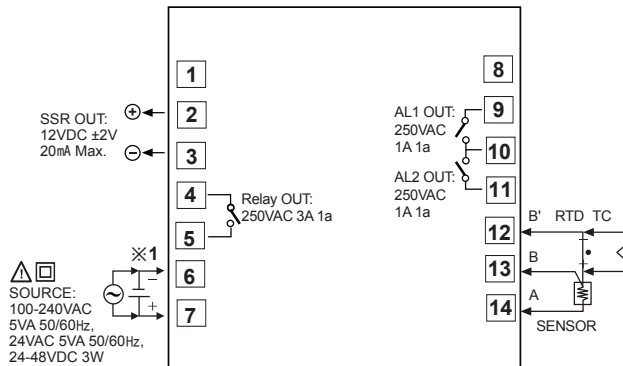 1
2
3
4
5
6
7
8
9
10
11
12
13
14
SSR OUT:
12VDC ±2V
20mA Max.
+
−
Relay OUT:
250VAC 3A 1a
※1
−
+
SOURCE:
100-240VAC
5VA 50/60Hz,
24VAC 5VA 50/60Hz,
24-48VDC 3W
AL1 OUT:
250VAC
1A 1a
AL2 OUT:
250VAC
1A 1a
B' RTD TC
B
A
SENSOR